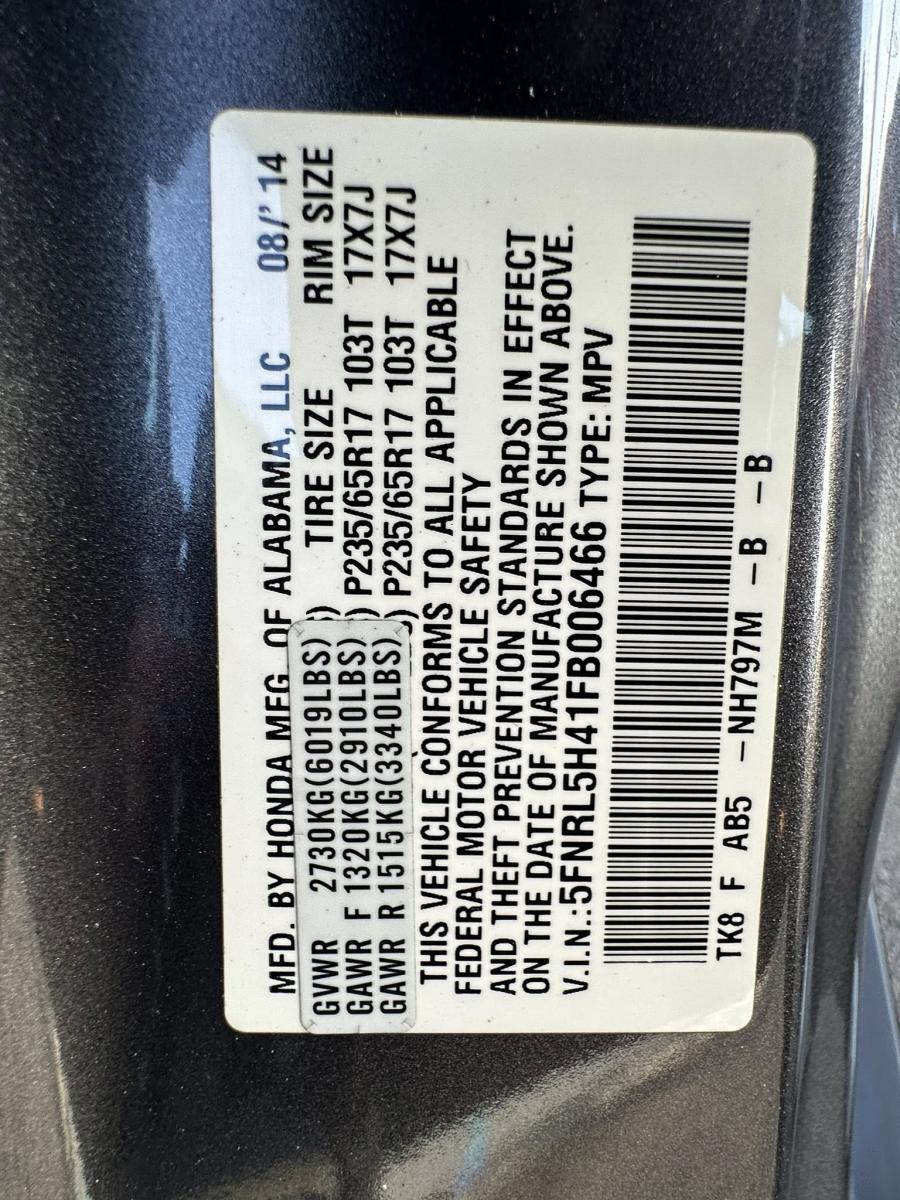 MFD. BY HONDA MFG. OF ALABAMA, LLC 08/'14
TIRE SIZE RIM SIZE
GVWR 2730KG(6019LBS)
GAWR F 1320KG(2910LBS) P235/65R17 103T 17X7J
GAWR R 1515KG(3340LBS) P235/65R17 103T 17X7J
THIS VEHICLE CONFORMS TO ALL APPLICABLE
FEDERAL MOTOR VEHICLE SAFETY
AND THEFT PREVENTION STANDARDS IN EFFECT
ON THE DATE OF MANUFACTURE SHOWN ABOVE.
V.I.N.:5FNRL5H41FB006466 TYPE: MPV
TK8 F AB5 -NH797M -B -B